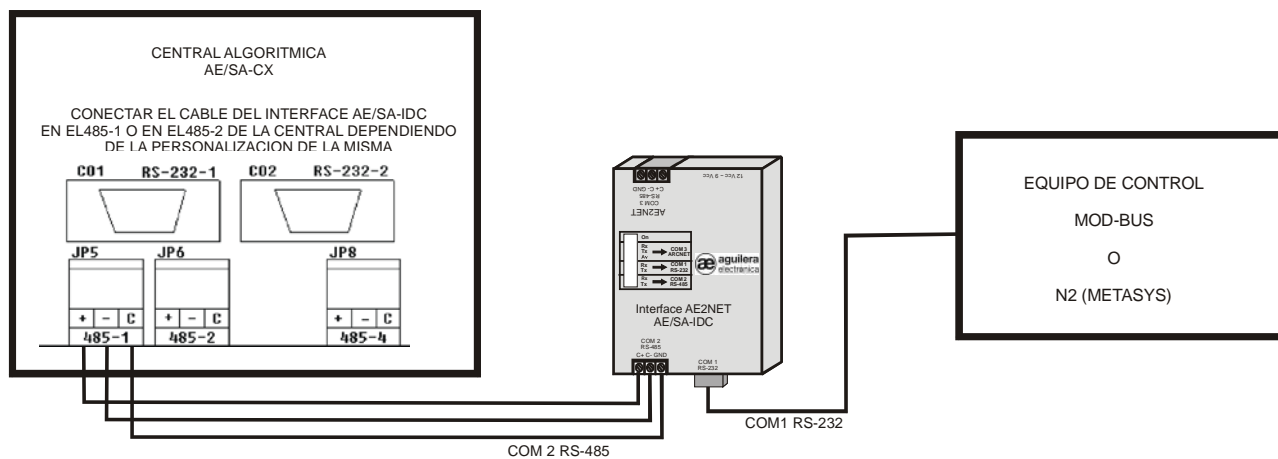 CENTRAL ALGORITMICA
AE/SA-CX
CONECTAR EL CABLE DEL INTERFACE AE/SA-IDC
EN EL485-1 O EN EL485-2 DE LA CENTRAL DEPENDIENDO
DE LA PERSONALIZACION DE LA MISMA
CO1 RS-232-1 CO2 RS-232-2
JP5 JP6 JP8
+ - C + - C + - C
485-1 485-2 485-4
C+ C- GND
RS-485
COM 3
AE2NET
12 Vcc – 9 Vcc
On
Rx
Tx
Av
COM 3
ARCNET
Rx
Tx
COM 1
RS-232
Rx
Tx
COM 2
RS-485
ae aguilera
electrónica
Interface AE2NET
AE/SA-IDC
COM 2
RS-485
C+ C- GND
COM 1
RS-232
COM 2 RS-485
COM1 RS-232
EQUIPO DE CONTROL
MOD-BUS
O
N2 (METASYS)